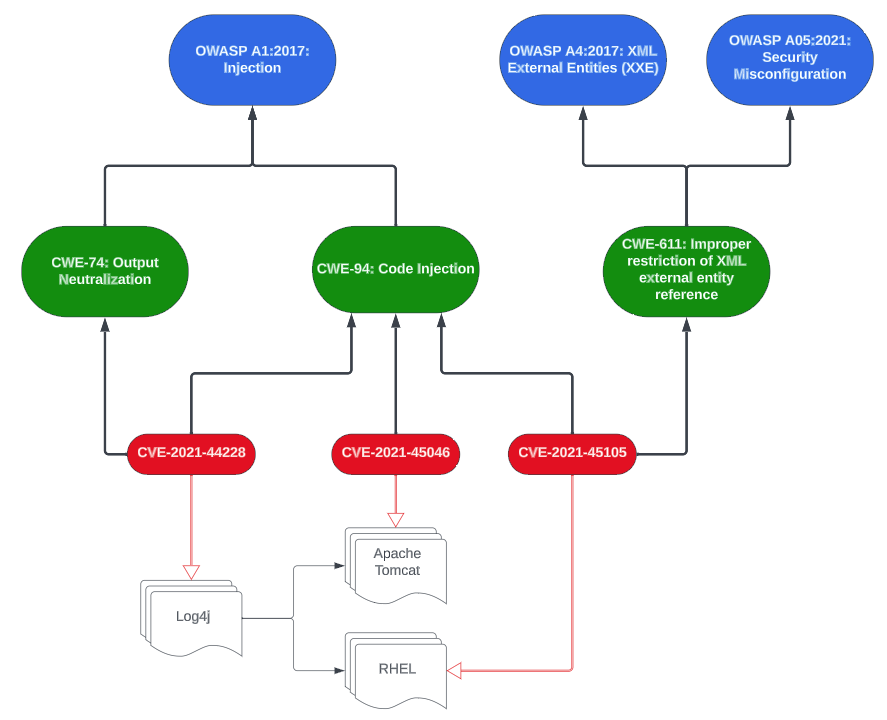 OWASP A1:2017:
Injection
OWASP A4:2017: XML
External Entities (XXE)
OWASP A05:2021:
Security
Misconfiguration
CWE-74: Output
Neutralization
CWE-94: Code Injection
CWE-611: Improper
restriction of XML
external entity
reference
CVE-2021-44228
CVE-2021-45046
CVE-2021-45105
Apache
Tomcat
Log4j
RHEL